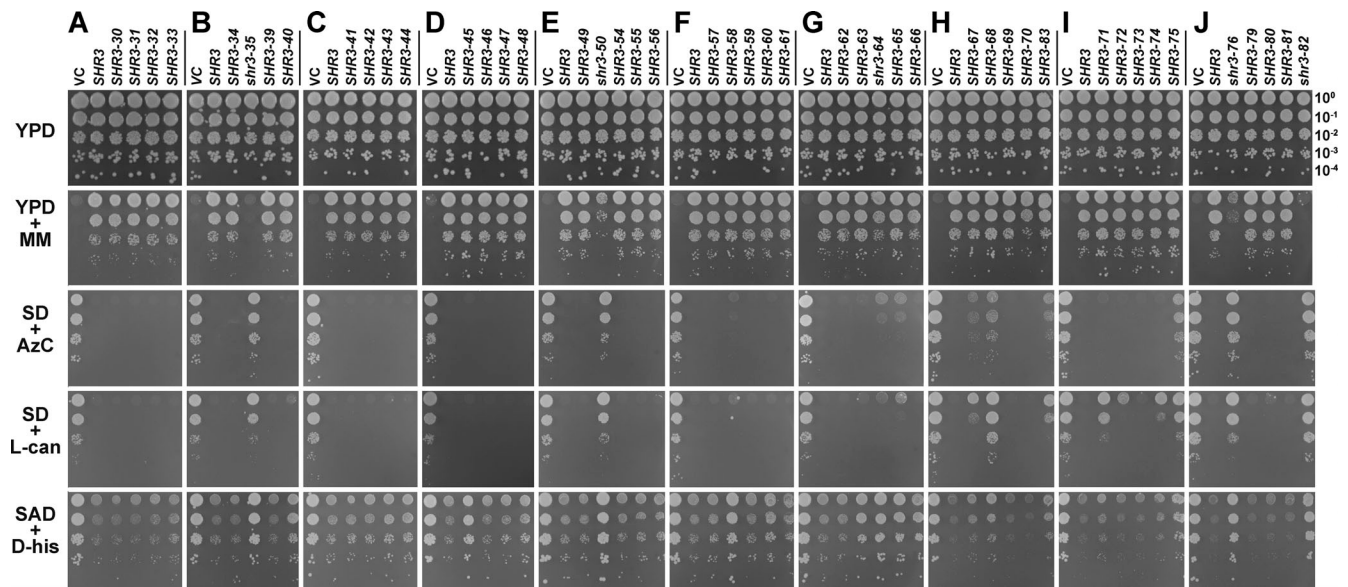 A
VC
SHR3
SHR3-30
SHR3-31
SHR3-32
SHR3-33
B
VC
SHR3
SHR3-34
shr3-35
SHR3-39
SHR3-40
C
VC
SHR3
SHR3-41
SHR3-42
SHR3-43
SHR3-44
D
VC
SHR3
SHR3-45
SHR3-46
SHR3-47
SHR3-48
E
VC
SHR3
SHR3-49
shr3-50
SHR3-54
SHR3-55
SHR3-56
F
VC
SHR3
SHR3-57
SHR3-58
SHR3-59
SHR3-60
SHR3-61
G
VC
SHR3
SHR3-62
SHR3-63
shr3-64
SHR3-65
SHR3-66
H
VC
SHR3
SHR3-67
SHR3-68
SHR3-69
SHR3-70
SHR3-83
I
VC
SHR3
SHR3-71
SHR3-72
SHR3-73
SHR3-74
SHR3-75
J
VC
SHR3
shr3-76
SHR3-79
SHR3-80
SHR3-81
shr3-82
YPD
10⁰
10⁻¹
10⁻²
10⁻³
10⁻⁴
YPD
+
MM
SD
+
AzC
SD
+
L-can
SAD
+
D-his